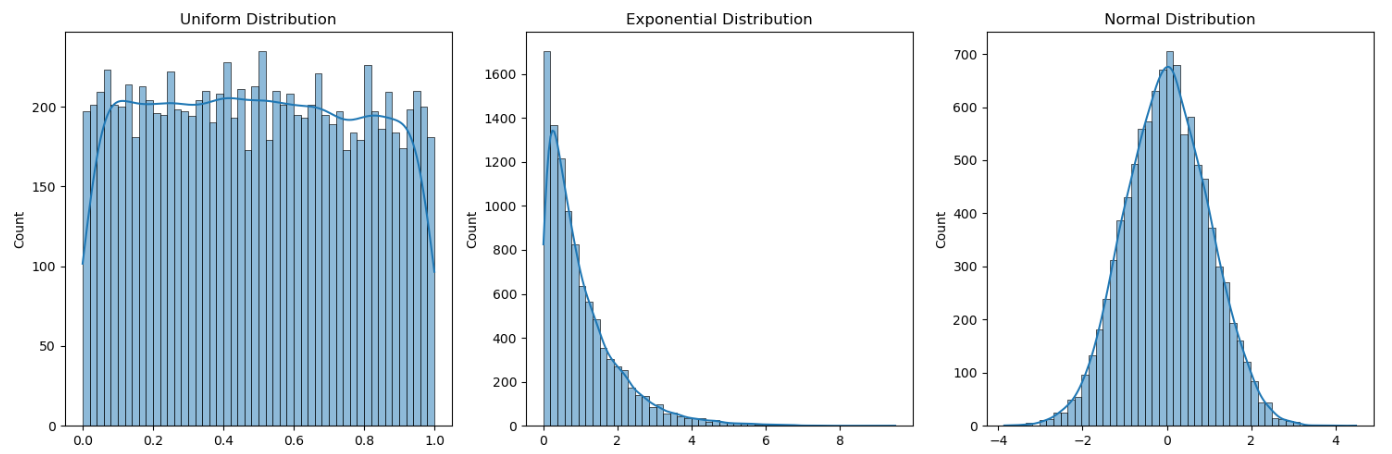 Uniform Distribution
Count
200
150
100
50
0
0.0 0.2 0.4 0.6 0.8 1.0
Exponential Distribution
Count
1600
1400
1200
1000
800
600
400
200
0
0 2 4 6 8
Normal Distribution
Count
700
600
500
400
300
200
100
0
−4 −2 0 2 4